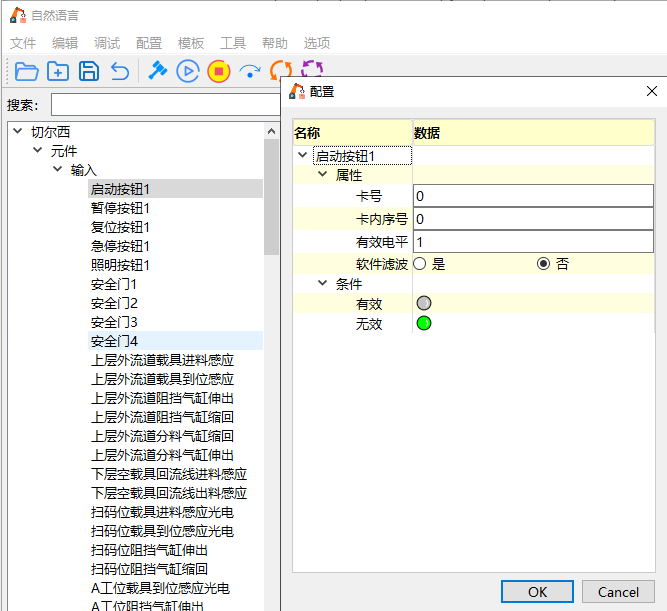 自然语言
文件 编辑 调试 配置 模板 工具 帮助 选项
搜索：
切尔西
元件
输入
启动按钮1
暂停按钮1
复位按钮1
急停按钮1
照明按钮1
安全门1
安全门2
安全门3
安全门4
上层外流道载具进料感应
上层外流道载具到位感应
上层外流道阻挡气缸伸出
上层外流道阻挡气缸缩回
上层外流道分料气缸缩回
上层外流道分料气缸伸出
下层空载具回流线进料感应
下层空载具回流线出料感应
扫码位载具进料感应光电
扫码位载具到位感应光电
扫码位阻挡气缸伸出
扫码位阻挡气缸缩回
A工位载具到位感应光电
A工位阻挡气缸伸出
配置
名称 数据
启动按钮1
属性
卡号 0
卡内序号 0
有效电平 1
软件滤波 是 否
条件
有效
无效
OK Cancel